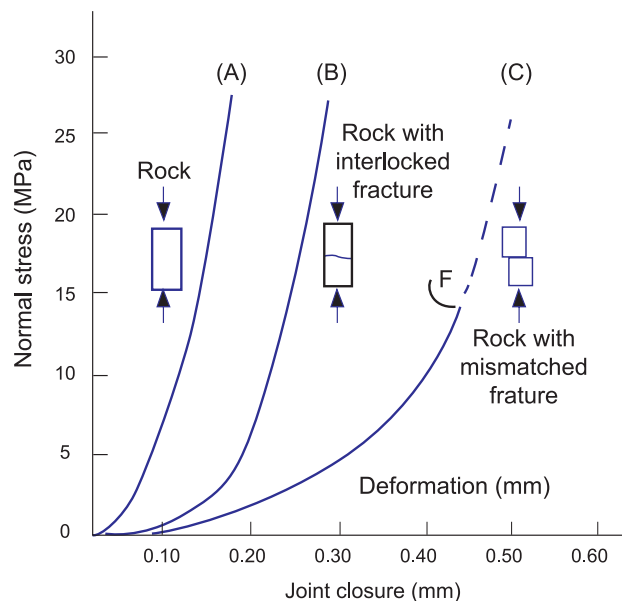 30
25
20
15
10
5
0
Normal stress (MPa)
(A)
(B)
(C)
Rock
Rock with
interlocked
fracture
F
Rock with
mismatched
frature
Deformation (mm)
0.10
0.20
0.30
0.40
0.50
0.60
Joint closure (mm)